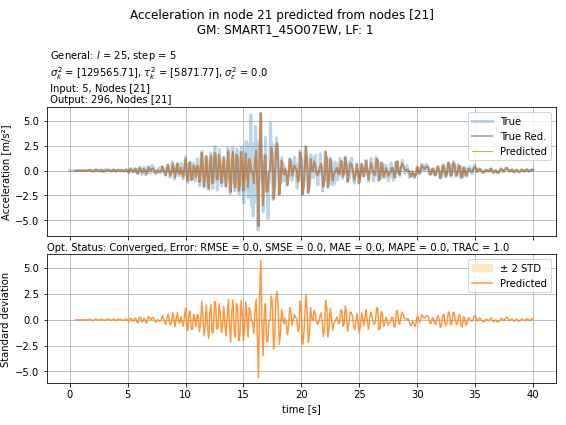 Acceleration in node 21 predicted from nodes [21]
GM: SMART1_45O07EW, LF: 1
General: l = 25, step = 5
σ²ₖ = [129565.71], τ²ₖ = [5871.77], σ²ε = 0.0
Input: 5, Nodes [21]
Output: 296, Nodes [21]
Acceleration [m/s²]
5.0
2.5
0.0
−2.5
−5.0
True
True Red.
Predicted
Opt. Status: Converged, Error: RMSE = 0.0, SMSE = 0.0, MAE = 0.0, MAPE = 0.0, TRAC = 1.0
Standard deviation
5.0
2.5
0.0
−2.5
−5.0
± 2 STD
Predicted
0 5 10 15 20 25 30 35 40
time [s]